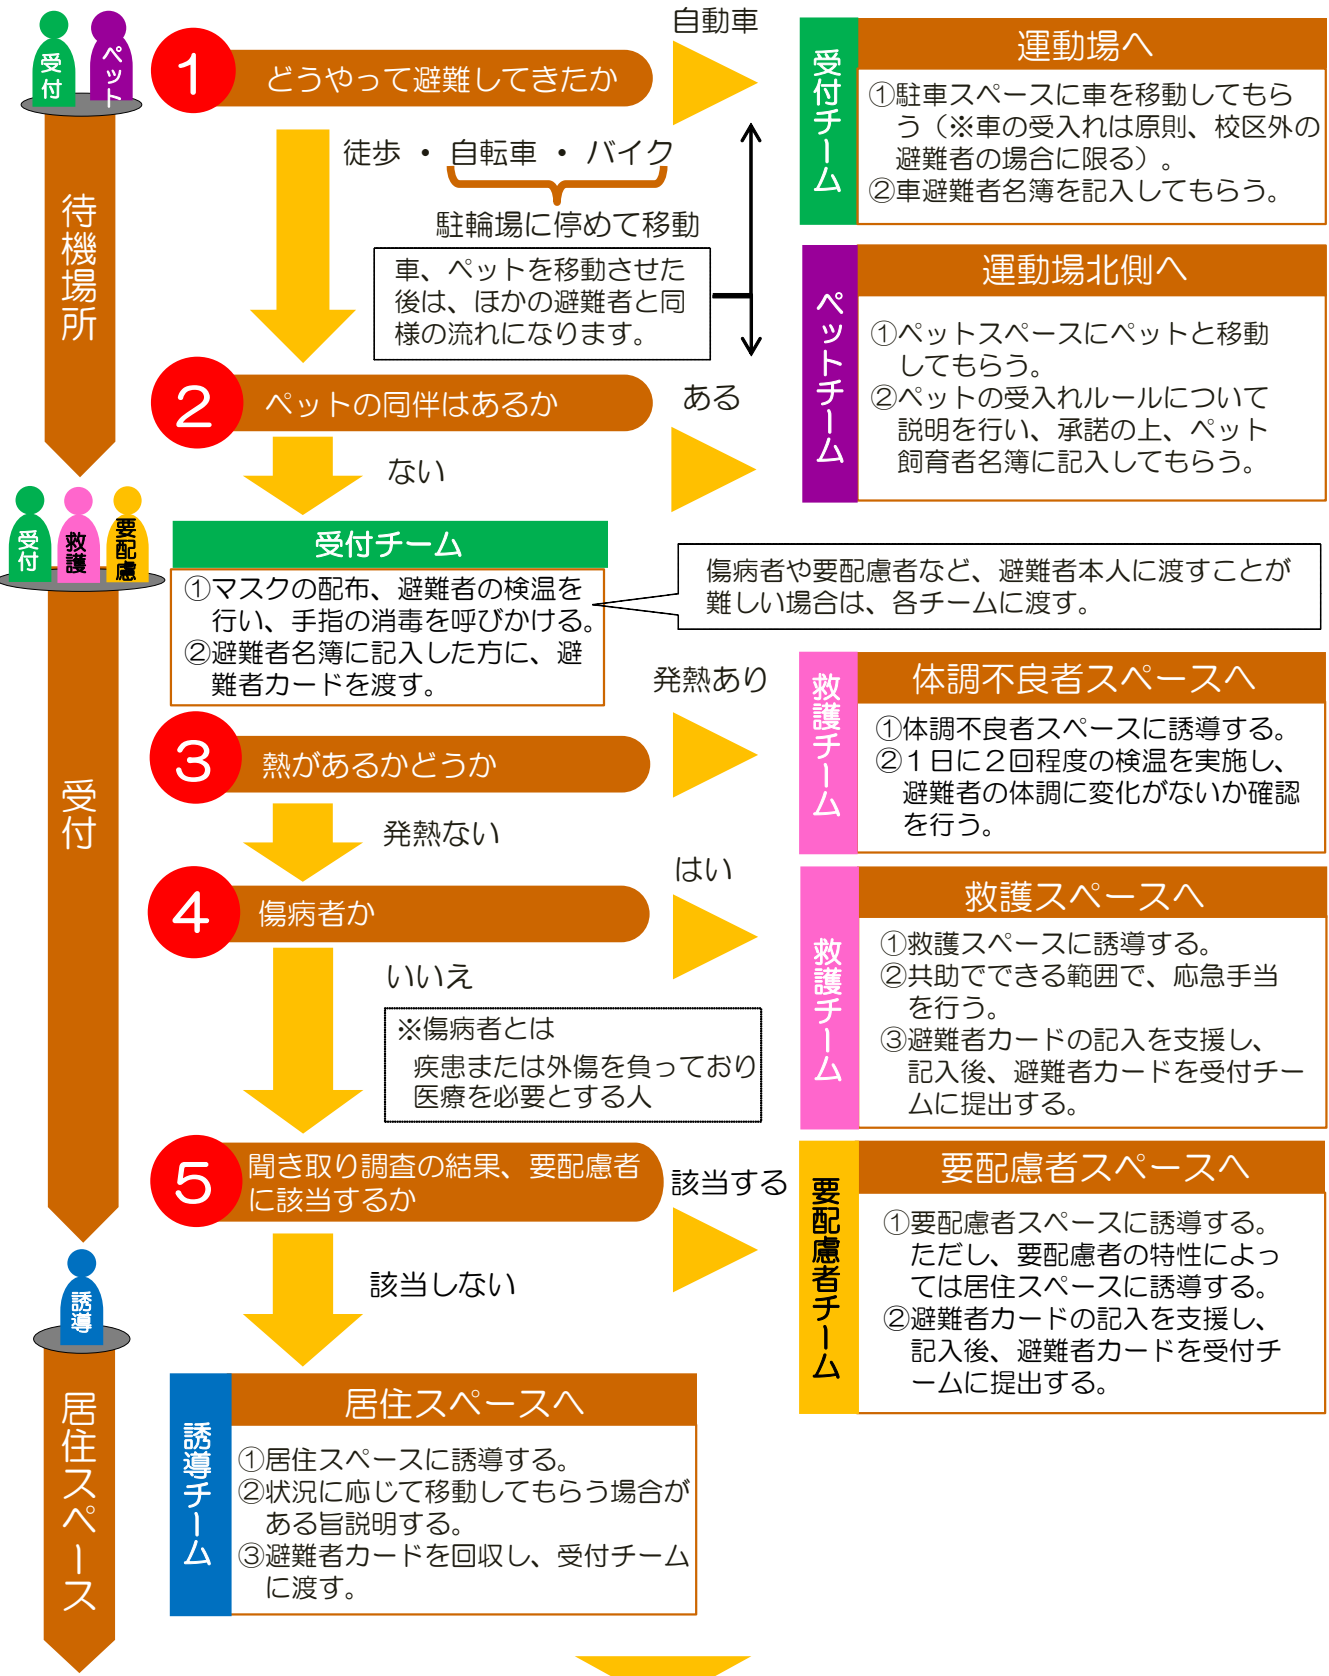 受付
ペット
待機場所
1
どうやって避難してきたか
自動車
徒歩 ・ 自転車 ・ バイク
駐輪場に停めて移動
車、ペットを移動させた
後は、ほかの避難者と同
様の流れになります。
受付チーム
運動場へ
①駐車スペースに車を移動してもら
う（※車の受入れは原則、校区外の
避難者の場合に限る）。
②車避難者名簿を記入してもらう。
2
ペットの同伴はあるか
ある
ない
ペットチーム
運動場北側へ
①ペットスペースにペットと移動
してもらう。
②ペットの受入れルールについて
説明を行い、承諾の上、ペット
飼育者名簿に記入してもらう。
受付
救護
要配慮
受付
受付チーム
①マスクの配布、避難者の検温を
行い、手指の消毒を呼びかける。
②避難者名簿に記入した方に、避
難者カードを渡す。
傷病者や要配慮者など、避難者本人に渡すことが
難しい場合は、各チームに渡す。
3
熱があるかどうか
発熱あり
発熱ない
救護チーム
体調不良者スペースへ
①体調不良者スペースに誘導する。
②１日に２回程度の検温を実施し、
避難者の体調に変化がないか確認
を行う。
4
傷病者か
はい
いいえ
※傷病者とは
疾患または外傷を負っており
医療を必要とする人
救護チーム
救護スペースへ
①救護スペースに誘導する。
②共助でできる範囲で、応急手当
を行う。
③避難者カードの記入を支援し、
記入後、避難者カードを受付チー
ムに提出する。
5
聞き取り調査の結果、要配慮者
に該当するか
該当する
該当しない
要配慮者チーム
要配慮者スペースへ
①要配慮者スペースに誘導する。
ただし、要配慮者の特性によっ
ては居住スペースに誘導する。
②避難者カードの記入を支援し、
記入後、避難者カードを受付チ
ームに提出する。
誘導
居住スペース
誘導チーム
居住スペースへ
①居住スペースに誘導する。
②状況に応じて移動してもらう場合が
ある旨説明する。
③避難者カードを回収し、受付チーム
に渡す。